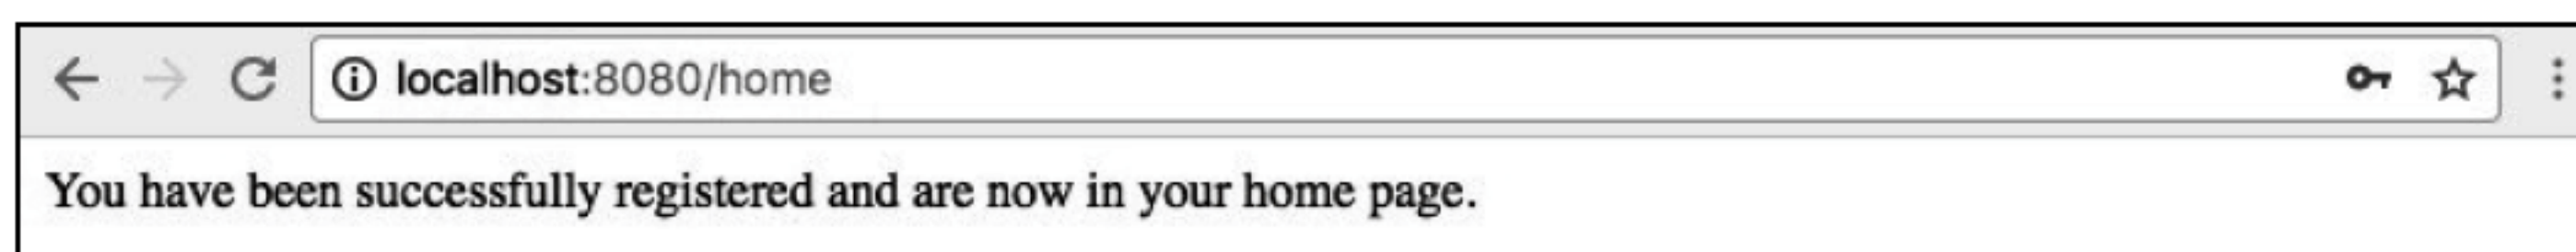 localhost:8080/home
You have been successfully registered and are now in your home page.